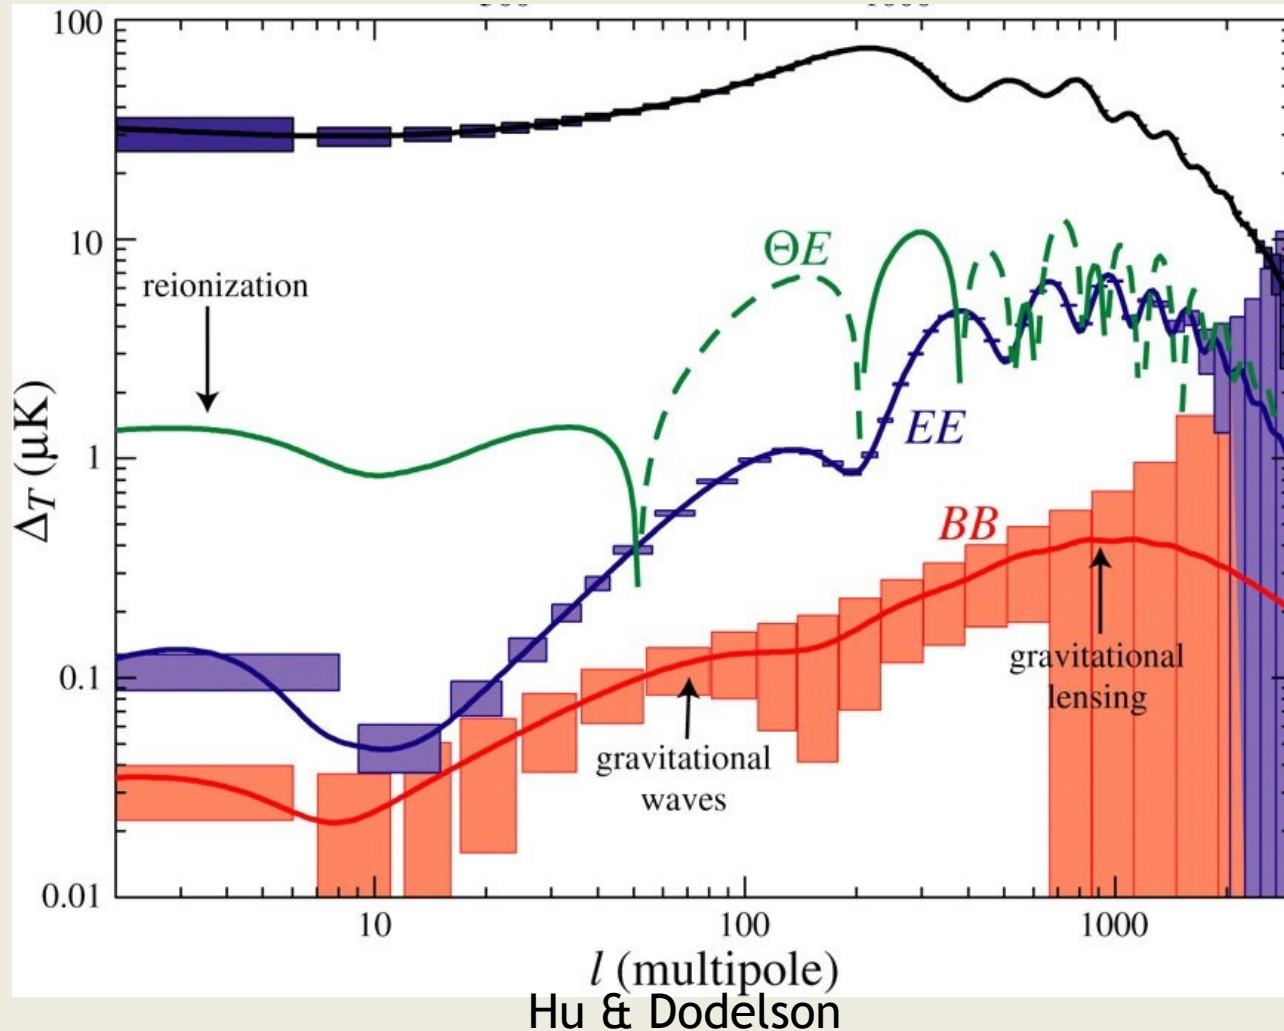 100
10
1
0.1
0.01
Δ_T (μK)
reionization
ΘE
EE
BB
gravitational
waves
gravitational
lensing
10
100
1000
l (multipole)
Hu & Dodelson